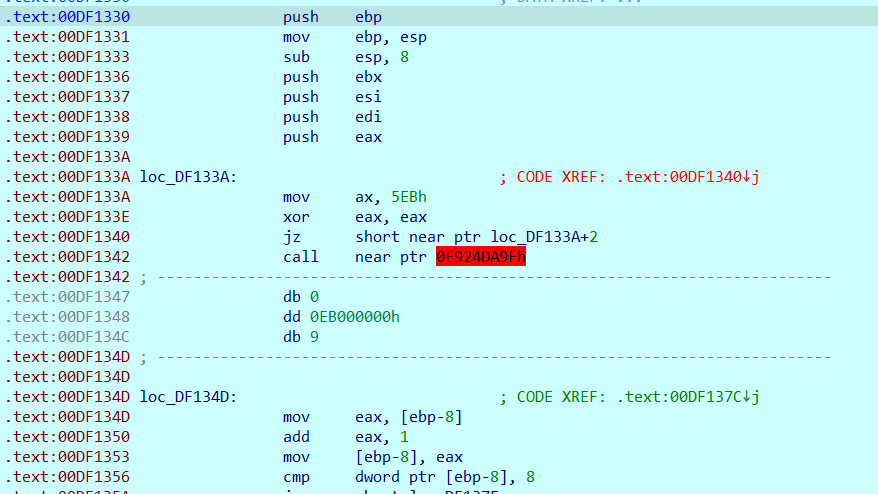 ; DATA XREF: ...
.text:00DF1330 push ebp
.text:00DF1331 mov ebp, esp
.text:00DF1333 sub esp, 8
.text:00DF1336 push ebx
.text:00DF1337 push esi
.text:00DF1338 push edi
.text:00DF1339 push eax
.text:00DF133A
.text:00DF133A loc_DF133A: ; CODE XREF: .text:00DF1340↓j
.text:00DF133A mov ax, 5EBh
.text:00DF133E xor eax, eax
.text:00DF1340 jz short near ptr loc_DF133A+2
.text:00DF1342 call near ptr 0F924DA9Fh
.text:00DF1342 ; ---------------------------------------------------------------------------
.text:00DF1347 db 0
.text:00DF1348 dd 0EB000000h
.text:00DF134C db 9
.text:00DF134D ; ---------------------------------------------------------------------------
.text:00DF134D
.text:00DF134D loc_DF134D: ; CODE XREF: .text:00DF137C↓j
.text:00DF134D mov eax, [ebp-8]
.text:00DF1350 add eax, 1
.text:00DF1353 mov [ebp-8], eax
.text:00DF1356 cmp dword ptr [ebp-8], 8